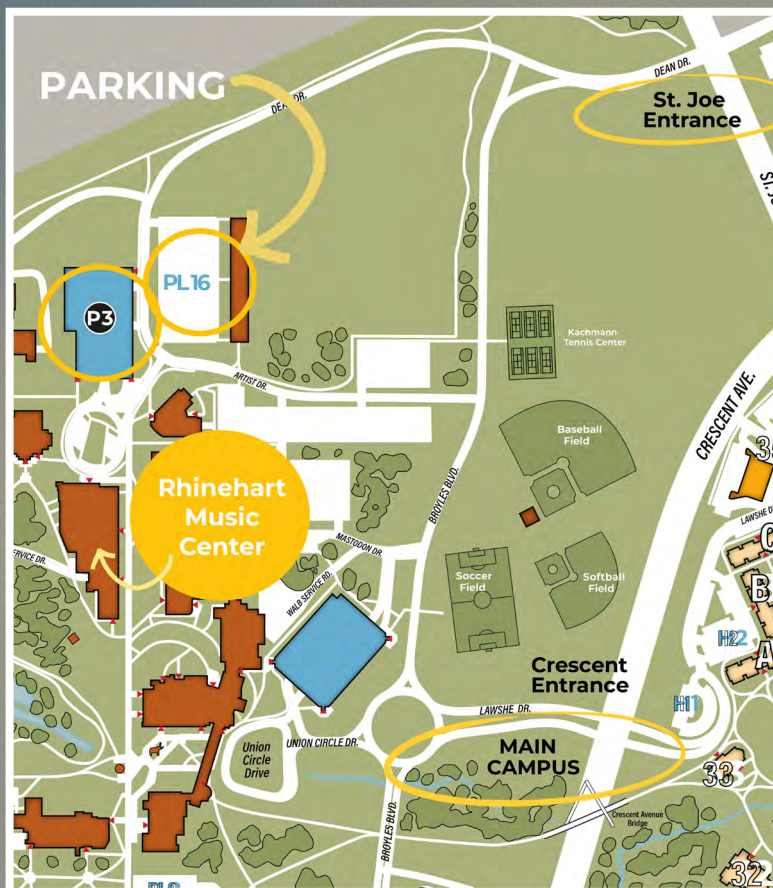 PARKING
DEAN DR.
DEAN DR.
St. Joe
Entrance
PL16
P3
Kachmann
Tennis Center
ARTIST DR.
CRESCENT AVE.
Baseball
Field
Rhinehart
Music
Center
BROYLES BLVD.
MASTODON DR.
SERVICE DR.
WALB SERVICE RD.
Soccer
Field
Softball
Field
B
H2
A
Crescent
Entrance
H1
LAWSHE DR.
Union
Circle
Drive
UNION CIRCLE DR.
MAIN
CAMPUS
33
BROYLES BLVD.
Crescent Avenue
Bridge
32